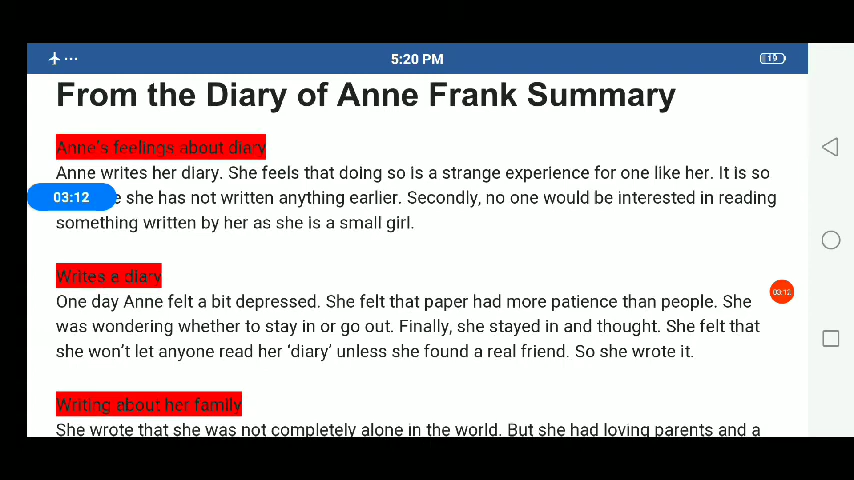 5:20 PM
19
From the Diary of Anne Frank Summary
Anne's feelings about diary
Anne writes her diary. She feels that doing so is a strange experience for one like her. It is so
03:12
she has not written anything earlier. Secondly, no one would be interested in reading
something written by her as she is a small girl.
Writes a diary
03:12
One day Anne felt a bit depressed. She felt that paper had more patience than people. She
was wondering whether to stay in or go out. Finally, she stayed in and thought. She felt that
she won't let anyone read her 'diary' unless she found a real friend. So she wrote it.
Writing about her family
She wrote that she was not completely alone in the world. But she had loving parents and a